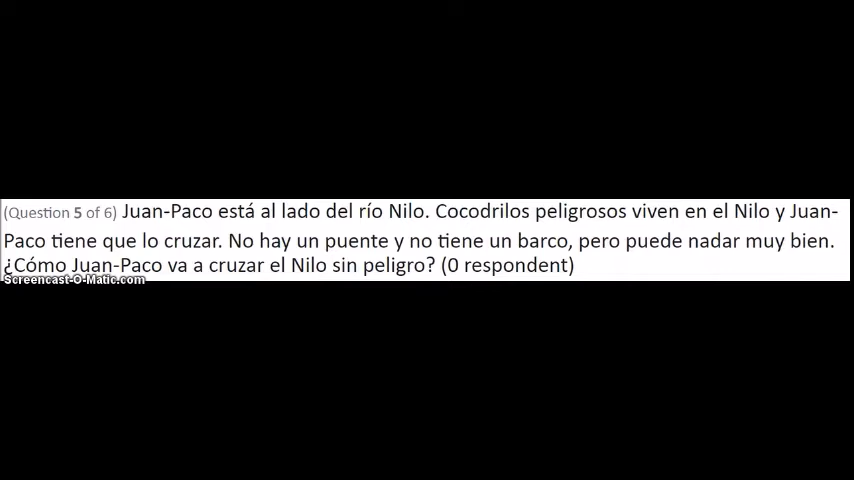 (Question 5 of 6) Juan-Paco está al lado del río Nilo. Cocodrilos peligrosos viven en el Nilo y Juan-
Paco tiene que lo cruzar. No hay un puente y no tiene un barco, pero puede nadar muy bien.
¿Cómo Juan-Paco va a cruzar el Nilo sin peligro? (0 respondent)
Screencast-O-Matic.com